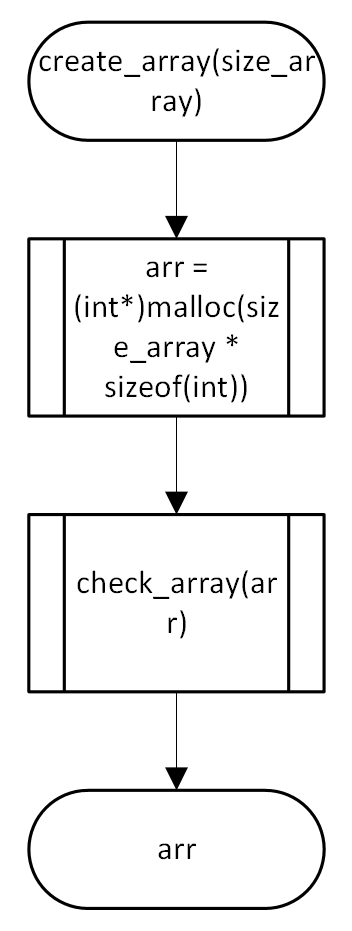 create_array(size_ar
ray)
arr =
(int*)malloc(siz
e_array *
sizeof(int))
check_array(ar
r)
arr